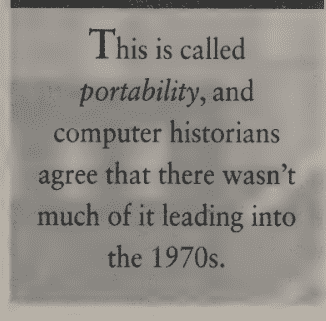 This is called
portability, and
computer historians
agree that there wasn’t
much of it leading into
the 1970s.